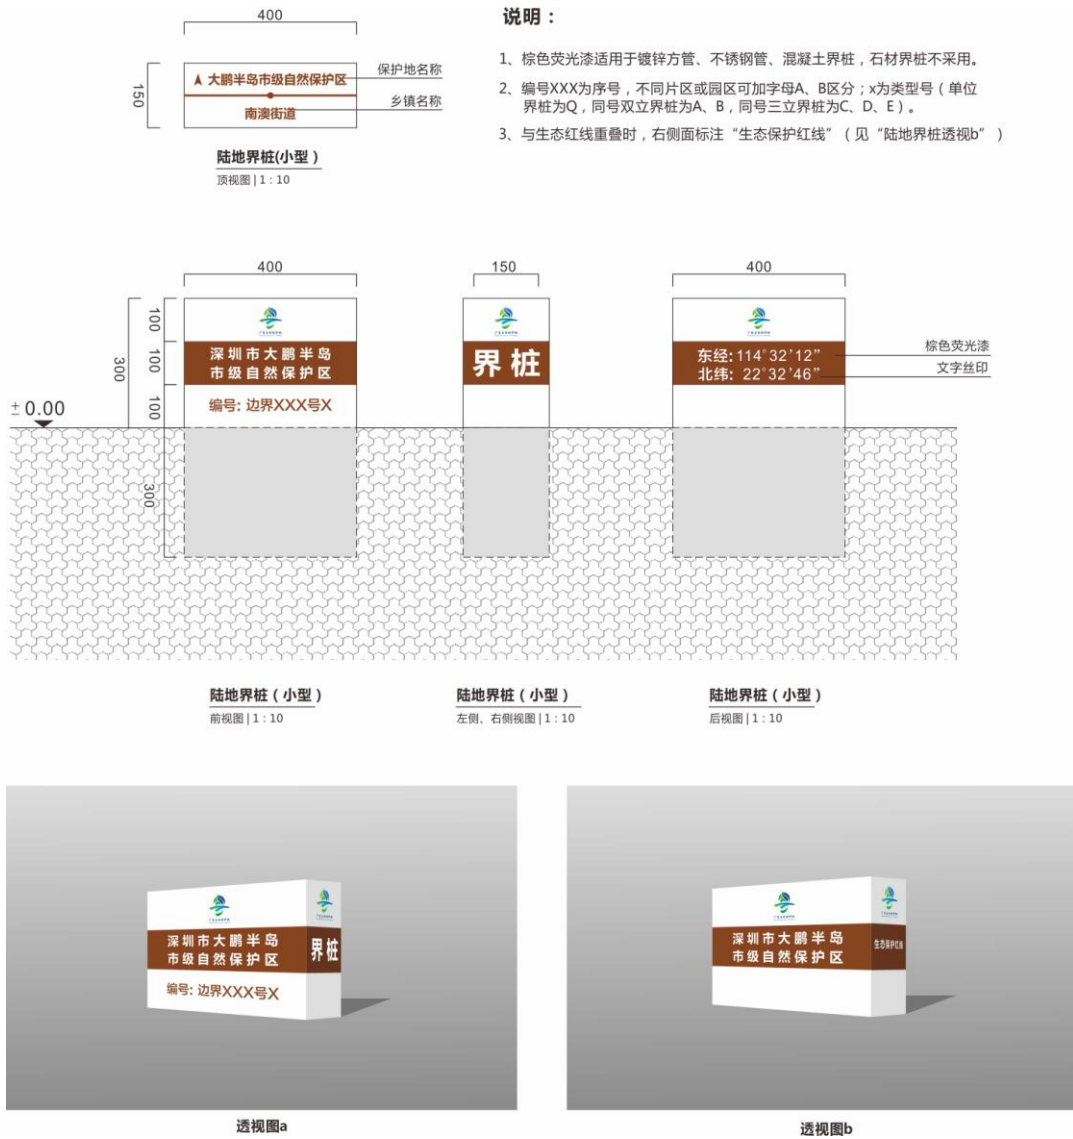 说明：
1、棕色荧光漆适用于镀锌方管、不锈钢管、混凝土界桩，石材界桩不采用。
2、编号XXX为序号，不同片区或园区可加字母A、B区分；x为类型号（单位
界桩为Q，同号双立界桩为A、B，同号三立界桩为C、D、E）。
3、与生态红线重叠时，右侧面标注“生态保护红线”（见“陆地界桩透视b”）
400
150
大鹏半岛市级自然保护区
南澳街道
保护地名称
乡镇名称
陆地界桩(小型）
顶视图|1：10
400
150
400
300
100
100
100
300
± 0.00
深圳市大鹏半岛
市级自然保护区
编号: 边界XXX号X
界桩
东经: 114°32’12”
北纬: 22°32’46”
棕色荧光漆
文字丝印
陆地界桩（小型）
前视图|1：10
陆地界桩（小型）
左侧、右侧视图|1：10
陆地界桩（小型）
后视图|1：10
深圳市大鹏半岛
市级自然保护区
编号: 边界XXX号X
界桩
透视图a
深圳市大鹏半岛
市级自然保护区
生态保护红线
透视图b